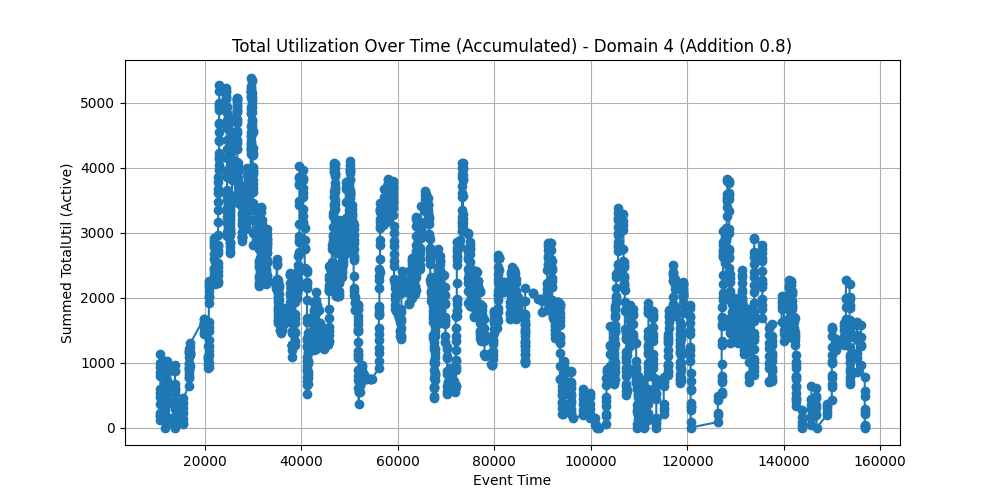 Total Utilization Over Time (Accumulated) - Domain 4 (Addition 0.8)
Summed TotalUtil (Active)
5000
4000
3000
2000
1000
0
20000 40000 60000 80000 100000 120000 140000 160000
Event Time